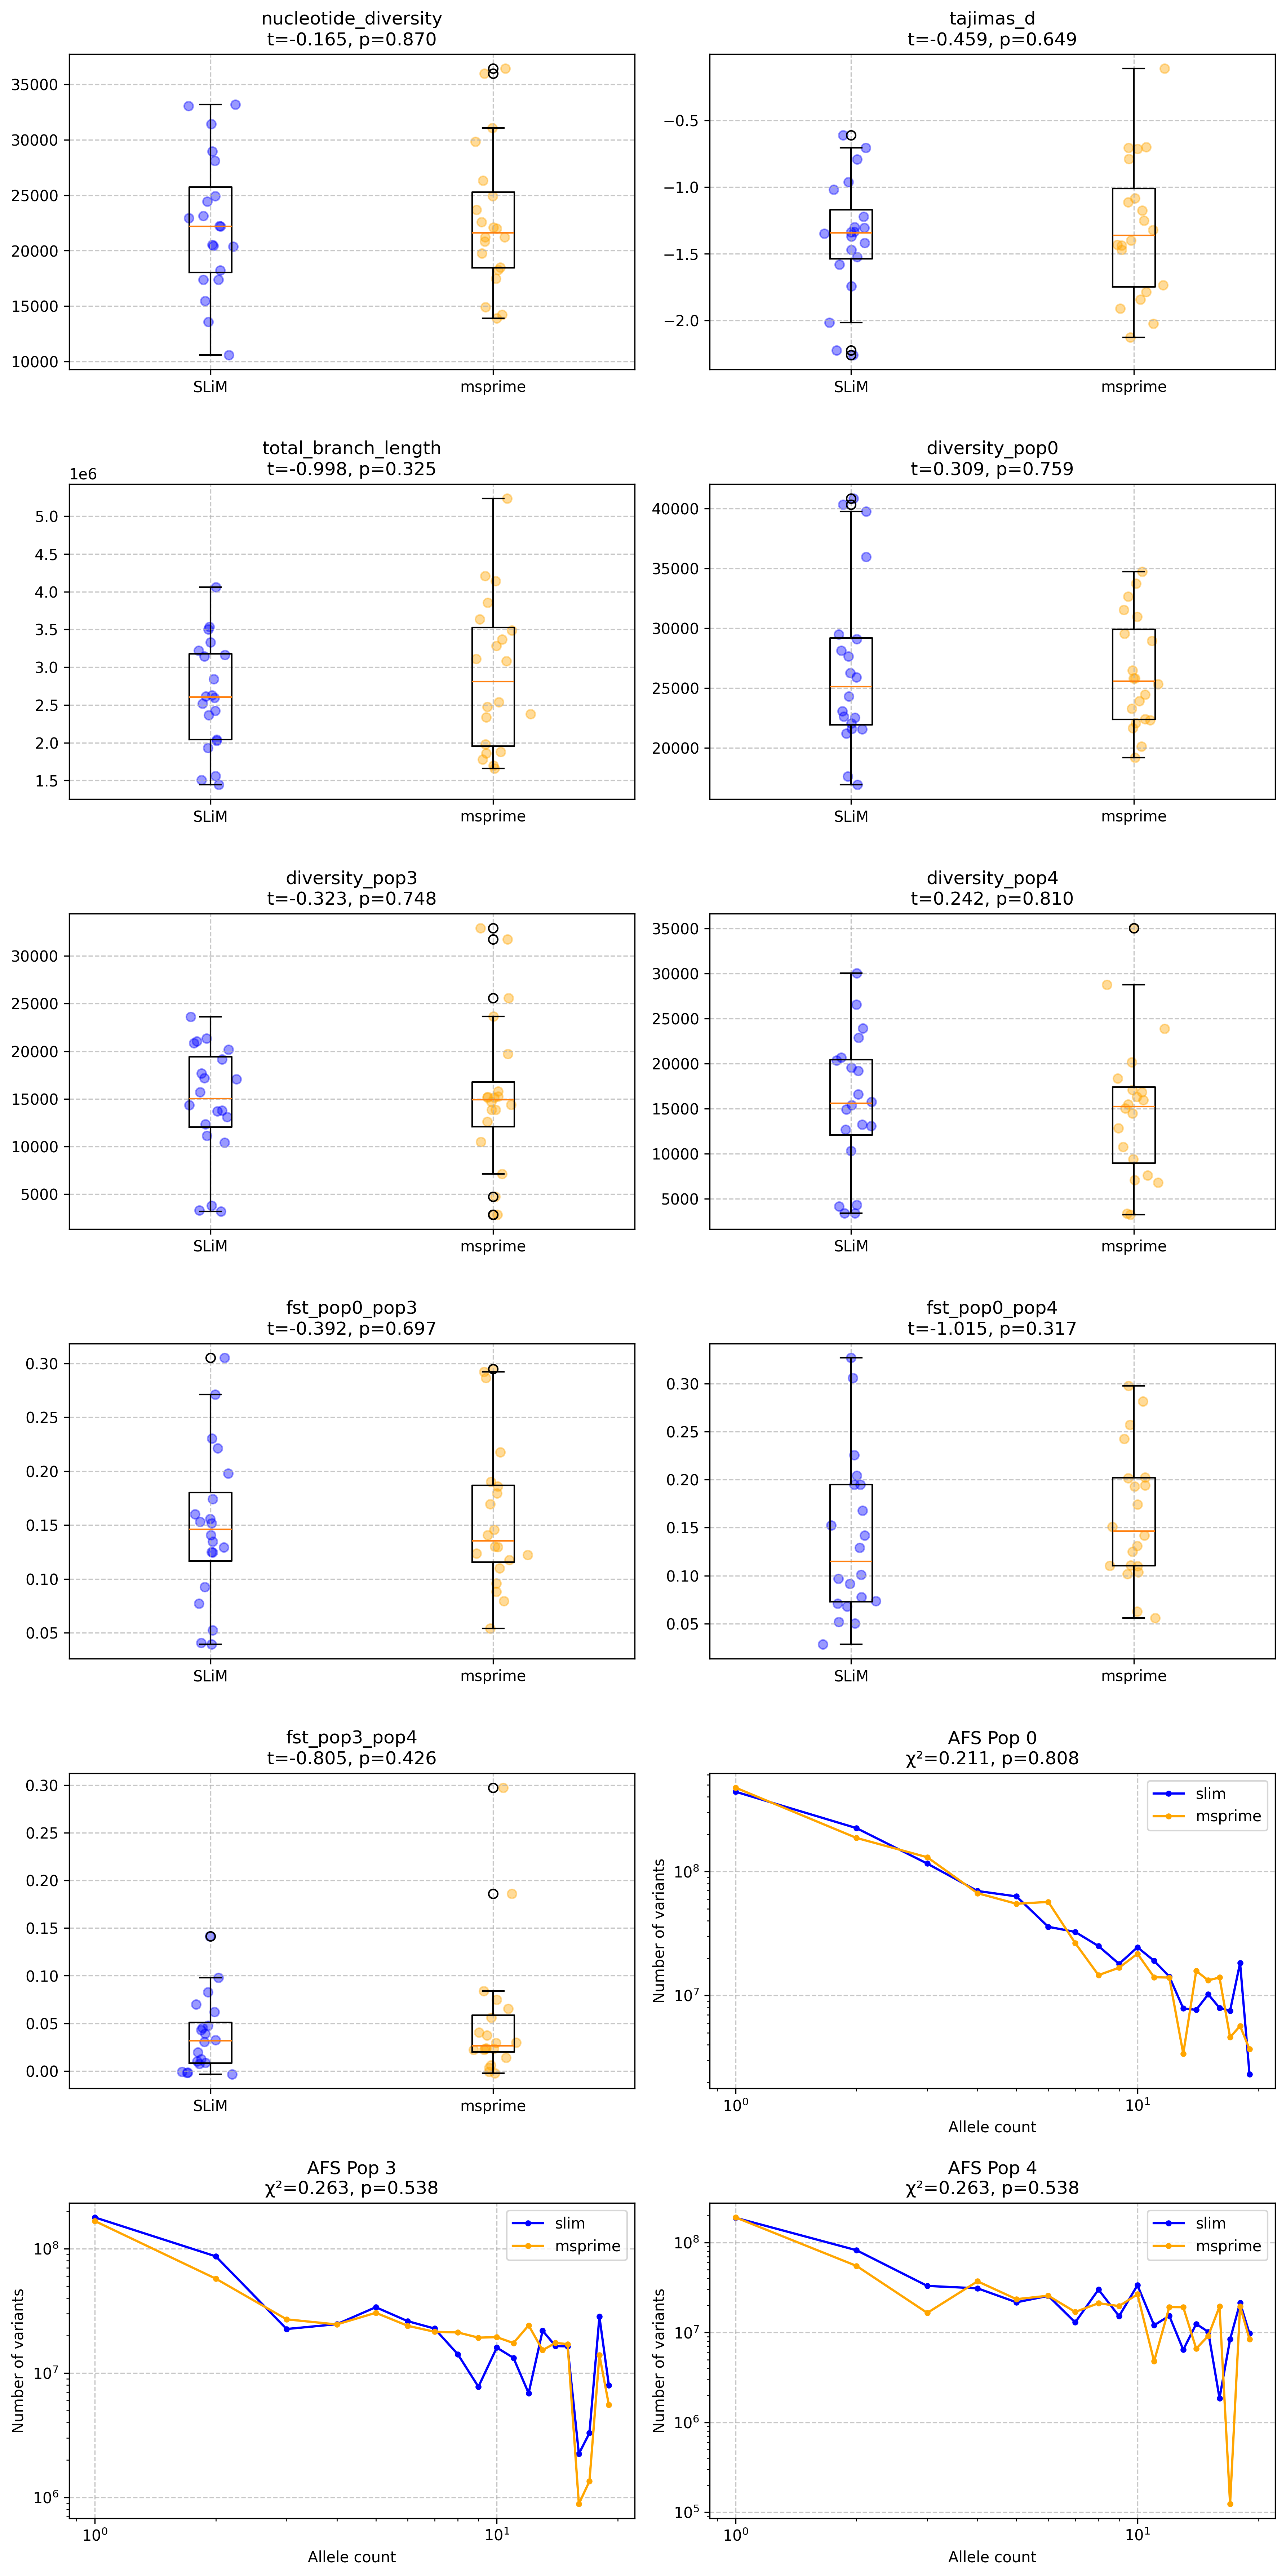 nucleotide_diversity
t=-0.165, p=0.870
35000
30000
25000
20000
15000
10000
SLiM
msprime
tajimas_d
t=-0.459, p=0.649
−0.5
−1.0
−1.5
−2.0
SLiM
msprime
total_branch_length
t=-0.998, p=0.325
1e6
5.0
4.5
4.0
3.5
3.0
2.5
2.0
1.5
SLiM
msprime
diversity_pop0
t=0.309, p=0.759
40000
35000
30000
25000
20000
SLiM
msprime
diversity_pop3
t=-0.323, p=0.748
30000
25000
20000
15000
10000
5000
SLiM
msprime
diversity_pop4
t=0.242, p=0.810
35000
30000
25000
20000
15000
10000
5000
SLiM
msprime
fst_pop0_pop3
t=-0.392, p=0.697
0.30
0.25
0.20
0.15
0.10
0.05
SLiM
msprime
fst_pop0_pop4
t=-1.015, p=0.317
0.30
0.25
0.20
0.15
0.10
0.05
SLiM
msprime
fst_pop3_pop4
t=-0.805, p=0.426
0.30
0.25
0.20
0.15
0.10
0.05
0.00
SLiM
msprime
AFS Pop 0
χ²=0.211, p=0.808
slim
msprime
Number of variants
10⁸
10⁷
10⁰
10¹
Allele count
AFS Pop 3
χ²=0.263, p=0.538
slim
msprime
Number of variants
10⁸
10⁷
10⁶
10⁰
10¹
Allele count
AFS Pop 4
χ²=0.263, p=0.538
slim
msprime
Number of variants
10⁸
10⁷
10⁶
10⁵
10⁰
10¹
Allele count